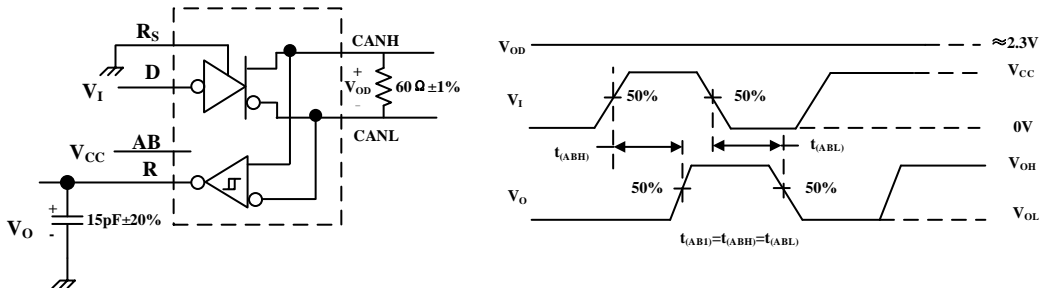 R_S
D
V_I
V_CC
AB
R
V_O
+
-
15pF±20%
CANH
+
V_OD
-
60Ω±1%
CANL
V_OD
≈2.3V
V_I
50%
50%
V_CC
0V
t_(ABH)
t_(ABL)
V_O
50%
50%
V_OH
V_OL
t_(AB1)=t_(ABH)=t_(ABL)